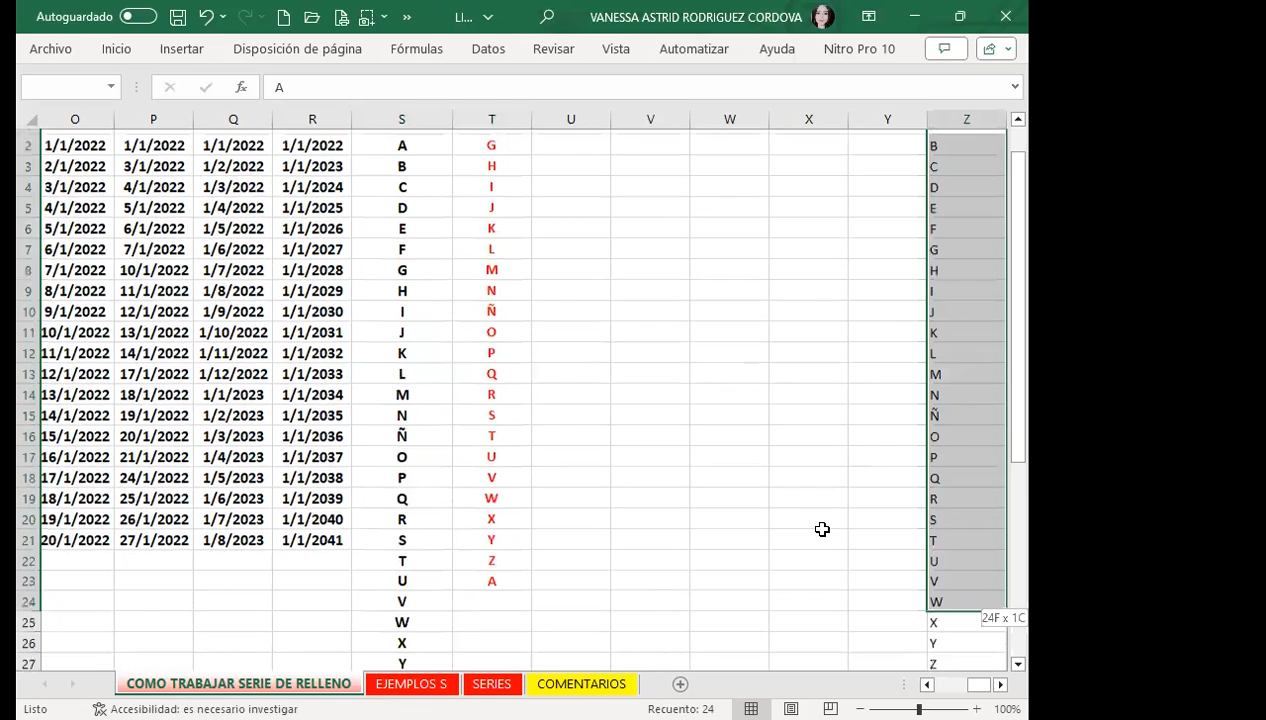 Autoguardado » LI... VANESSA ASTRID RODRIGUEZ CORDOVA
Archivo Inicio Insertar Disposición de página Fórmulas Datos Revisar Vista Automatizar Ayuda Nitro Pro 10
fx A
O P Q R S T U V W X Y Z
2 1/1/2022 1/1/2022 1/1/2022 1/1/2022 A G B
3 2/1/2022 3/1/2022 1/2/2022 1/1/2023 B H C
4 3/1/2022 4/1/2022 1/3/2022 1/1/2024 C I D
5 4/1/2022 5/1/2022 1/4/2022 1/1/2025 D J E
6 5/1/2022 6/1/2022 1/5/2022 1/1/2026 E K F
7 6/1/2022 7/1/2022 1/6/2022 1/1/2027 F L G
8 7/1/2022 10/1/2022 1/7/2022 1/1/2028 G M H
9 8/1/2022 11/1/2022 1/8/2022 1/1/2029 H N I
10 9/1/2022 12/1/2022 1/9/2022 1/1/2030 I Ñ J
11 10/1/2022 13/1/2022 1/10/2022 1/1/2031 J O K
12 11/1/2022 14/1/2022 1/11/2022 1/1/2032 K P L
13 12/1/2022 17/1/2022 1/12/2022 1/1/2033 L Q M
14 13/1/2022 18/1/2022 1/1/2023 1/1/2034 M R N
15 14/1/2022 19/1/2022 1/2/2023 1/1/2035 N S Ñ
16 15/1/2022 20/1/2022 1/3/2023 1/1/2036 Ñ T O
17 16/1/2022 21/1/2022 1/4/2023 1/1/2037 O U P
18 17/1/2022 24/1/2022 1/5/2023 1/1/2038 P V Q
19 18/1/2022 25/1/2022 1/6/2023 1/1/2039 Q W R
20 19/1/2022 26/1/2022 1/7/2023 1/1/2040 R X S
21 20/1/2022 27/1/2022 1/8/2023 1/1/2041 S Y T
22 T Z U
23 U A V
24 V W
25 W X
24F x 1C
26 X Y
27 Y Z
COMO TRABAJAR SERIE DE RELLENO EJEMPLOS S SERIES COMENTARIOS
Listo Accesibilidad: es necesario investigar Recuento: 24 100%